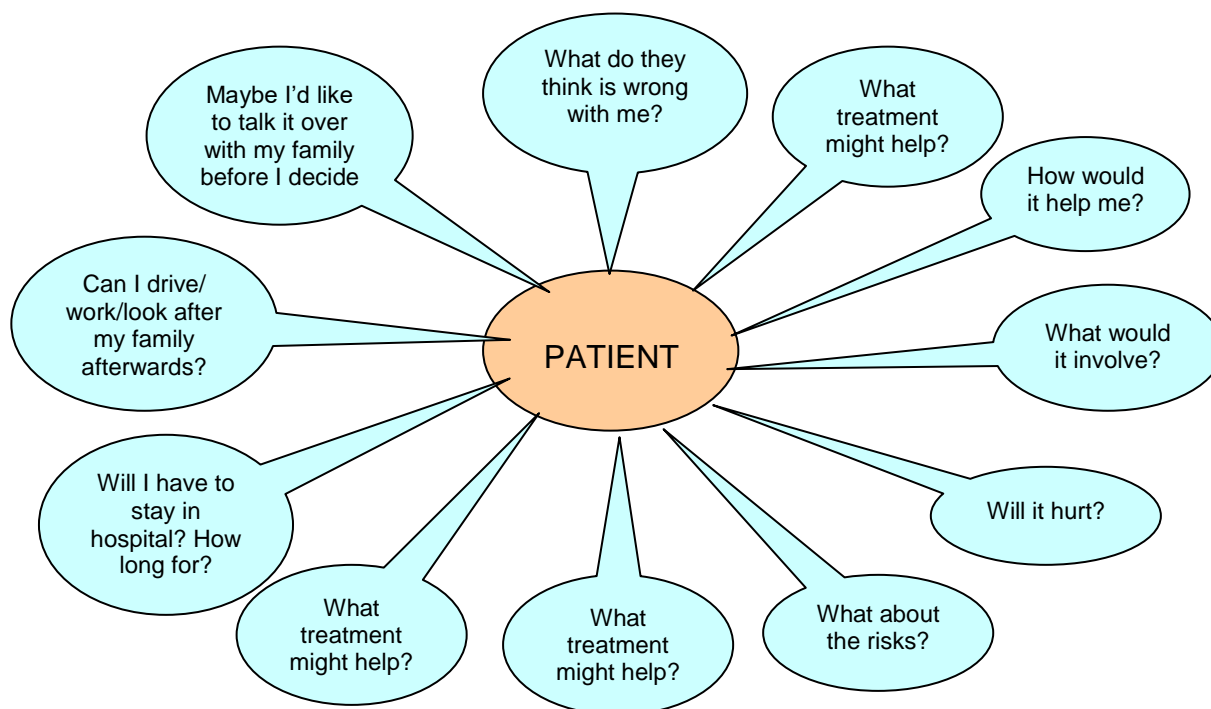 What do they
think is wrong
with me?
What
treatment
might help?
How would
it help me?
What would
it involve?
Will it hurt?
What about
the risks?
What
treatment
might help?
What
treatment
might help?
Will I have to
stay in
hospital? How
long for?
Can I drive/
work/look after
my family
afterwards?
Maybe I’d like
to talk it over
with my family
before I decide
PATIENT